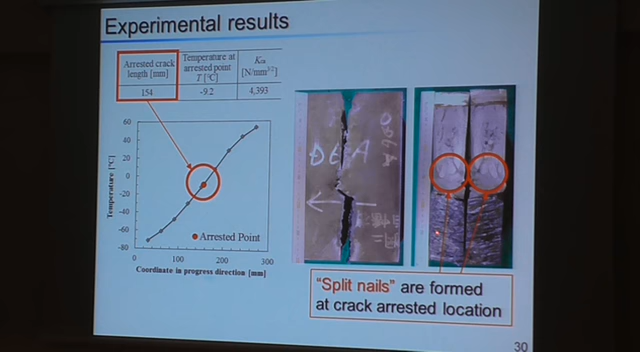 Experimental results
Arrested crack length [mm]
Temperature at arrested point T [°C]
Kca [N/mm3/2]
154
-9.2
4,393
Temperature [°C]
60
40
20
0
-20
-40
-60
-80
0
100
200
300
Arrested Point
Coordinate in progress direction [mm]
DEA
"Split nails" are formed
at crack arrested location
30